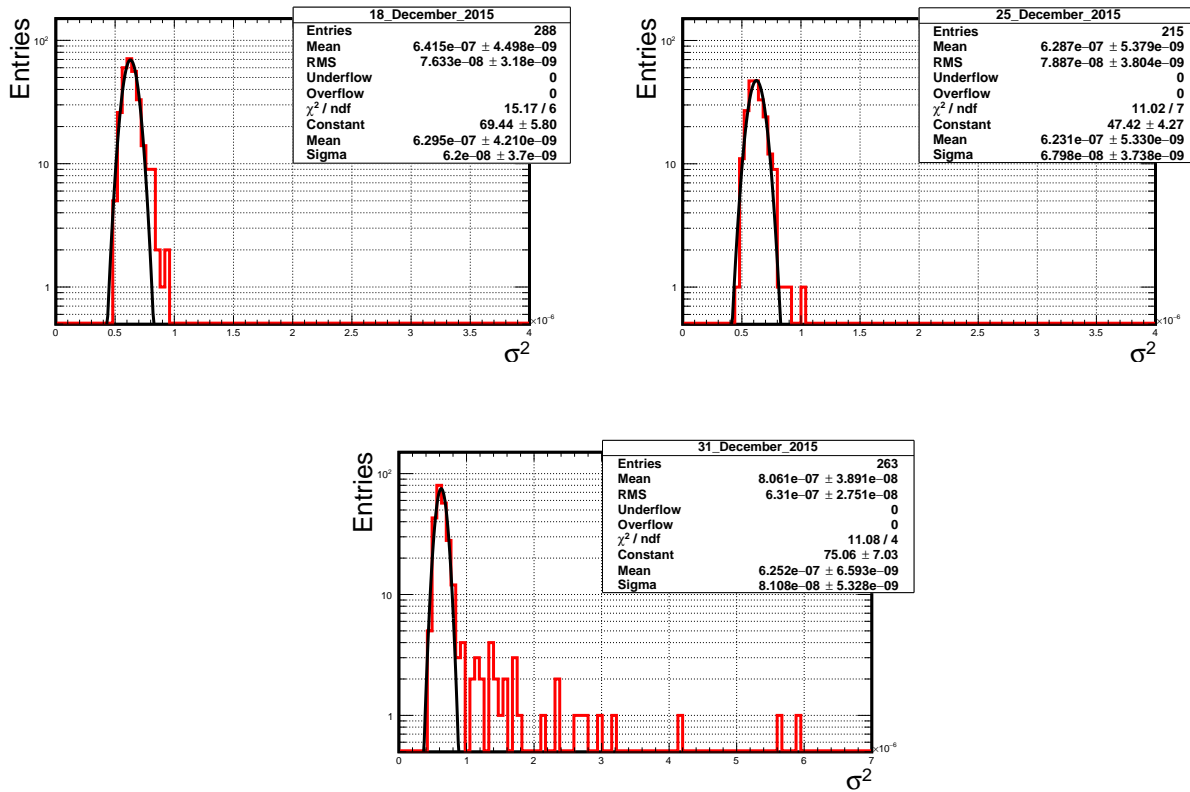 18_December_2015
Entries 288
Mean 6.415e−07 ± 4.498e−09
RMS 7.633e−08 ± 3.18e−09
Underflow 0
Overflow 0
χ² / ndf 15.17 / 6
Constant 69.44 ± 5.80
Mean 6.295e−07 ± 4.210e−09
Sigma 6.2e−08 ± 3.7e−09
Entries
10²
10
1
0 0.5 1 1.5 2 2.5 3 3.5 4
×10⁻⁶
σ²
25_December_2015
Entries 215
Mean 6.287e−07 ± 5.379e−09
RMS 7.887e−08 ± 3.804e−09
Underflow 0
Overflow 0
χ² / ndf 11.02 / 7
Constant 47.42 ± 4.27
Mean 6.231e−07 ± 5.330e−09
Sigma 6.798e−08 ± 3.738e−09
Entries
10²
10
1
0 0.5 1 1.5 2 2.5 3 3.5 4
×10⁻⁶
σ²
31_December_2015
Entries 263
Mean 8.061e−07 ± 3.891e−08
RMS 6.31e−07 ± 2.751e−08
Underflow 0
Overflow 0
χ² / ndf 11.08 / 4
Constant 75.06 ± 7.03
Mean 6.252e−07 ± 6.593e−09
Sigma 8.108e−08 ± 5.328e−09
Entries
10²
10
1
0 1 2 3 4 5 6 7
×10⁻⁶
σ²